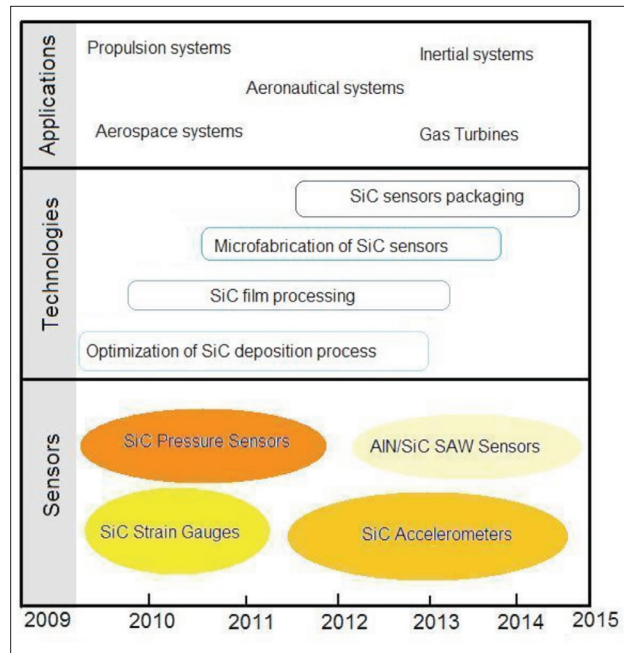 Applications
Propulsion systems
Inertial systems
Aeronautical systems
Aerospace systems
Gas Turbines
Technologies
SiC sensors packaging
Microfabrication of SiC sensors
SiC film processing
Optimization of SiC deposition process
Sensors
SiC Pressure Sensors
AlN/SiC SAW Sensors
SiC Strain Gauges
SiC Accelerometers
2009 2010 2011 2012 2013 2014 2015